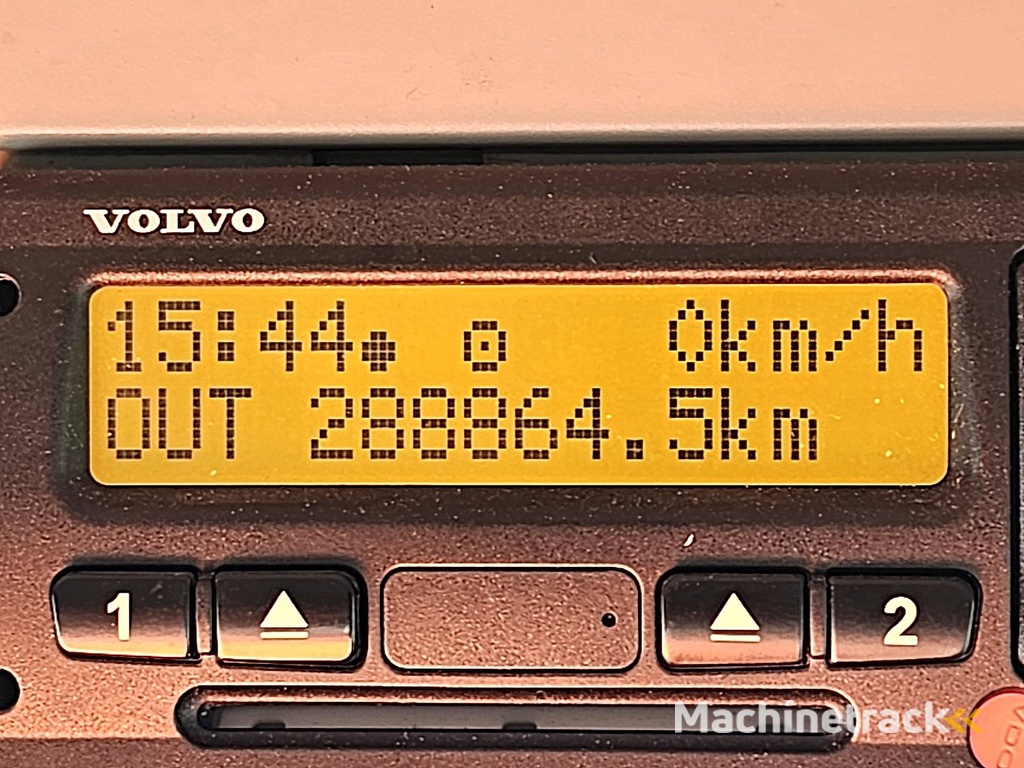 VOLVO
15:44 0km/h
OUT 288864.5km
1 2
Machinetrack